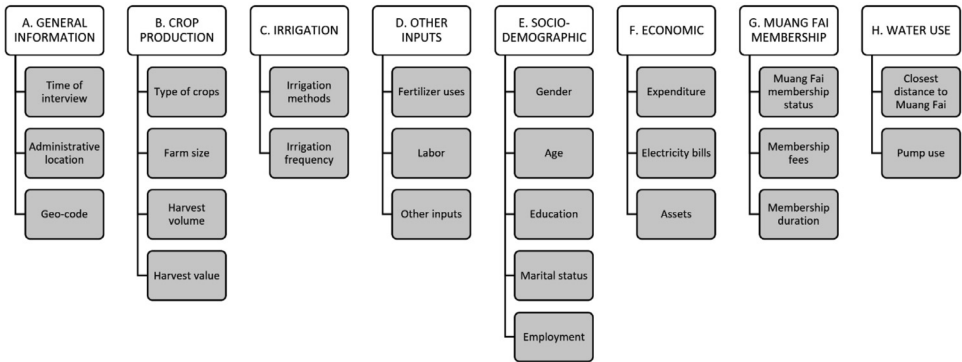 A. GENERAL
INFORMATION
Time of
interview
Administrative
location
Geo-code
B. CROP
PRODUCTION
Type of crops
Farm size
Harvest
volume
Harvest value
C. IRRIGATION
Irrigation
methods
Irrigation
frequency
D. OTHER
INPUTS
Fertilizer uses
Labor
Other inputs
E. SOCIO-
DEMOGRAPHIC
Gender
Age
Education
Marital status
Employment
F. ECONOMIC
Expenditure
Electricity bills
Assets
G. MUANG FAI
MEMBERSHIP
Muang Fai
membership
status
Membership
fees
Membership
duration
H. WATER USE
Closest
distance to
Muang Fai
Pump use